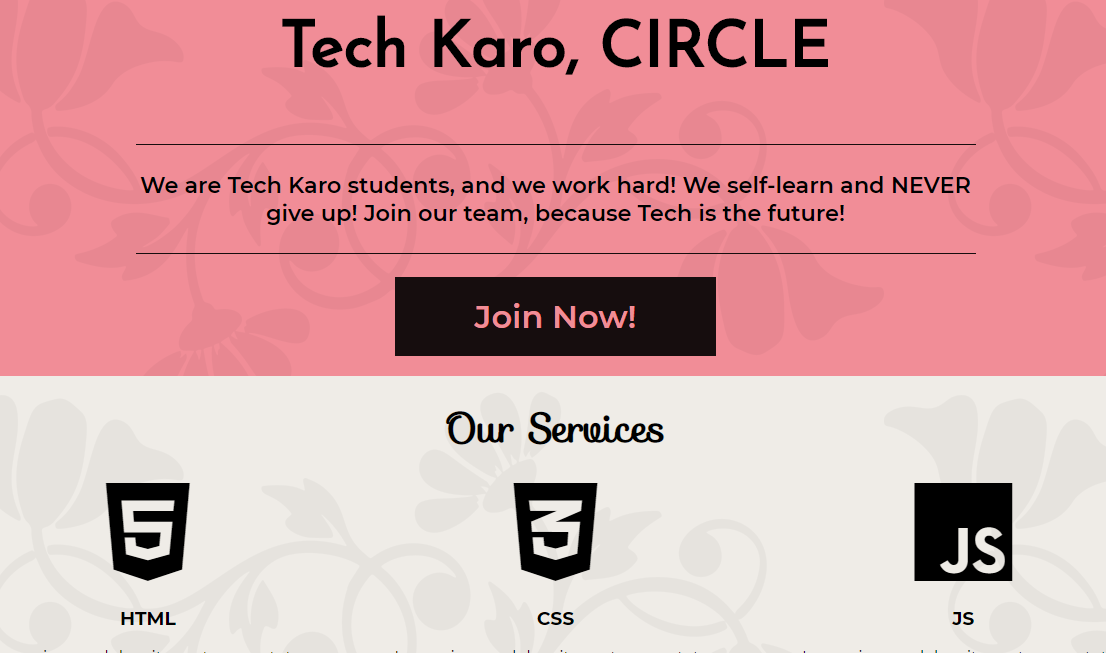 Tech Karo, CIRCLE
We are Tech Karo students, and we work hard! We self-learn and NEVER
give up! Join our team, because Tech is the future!
Join Now!
Our Services
5
3
JS
HTML
CSS
JS